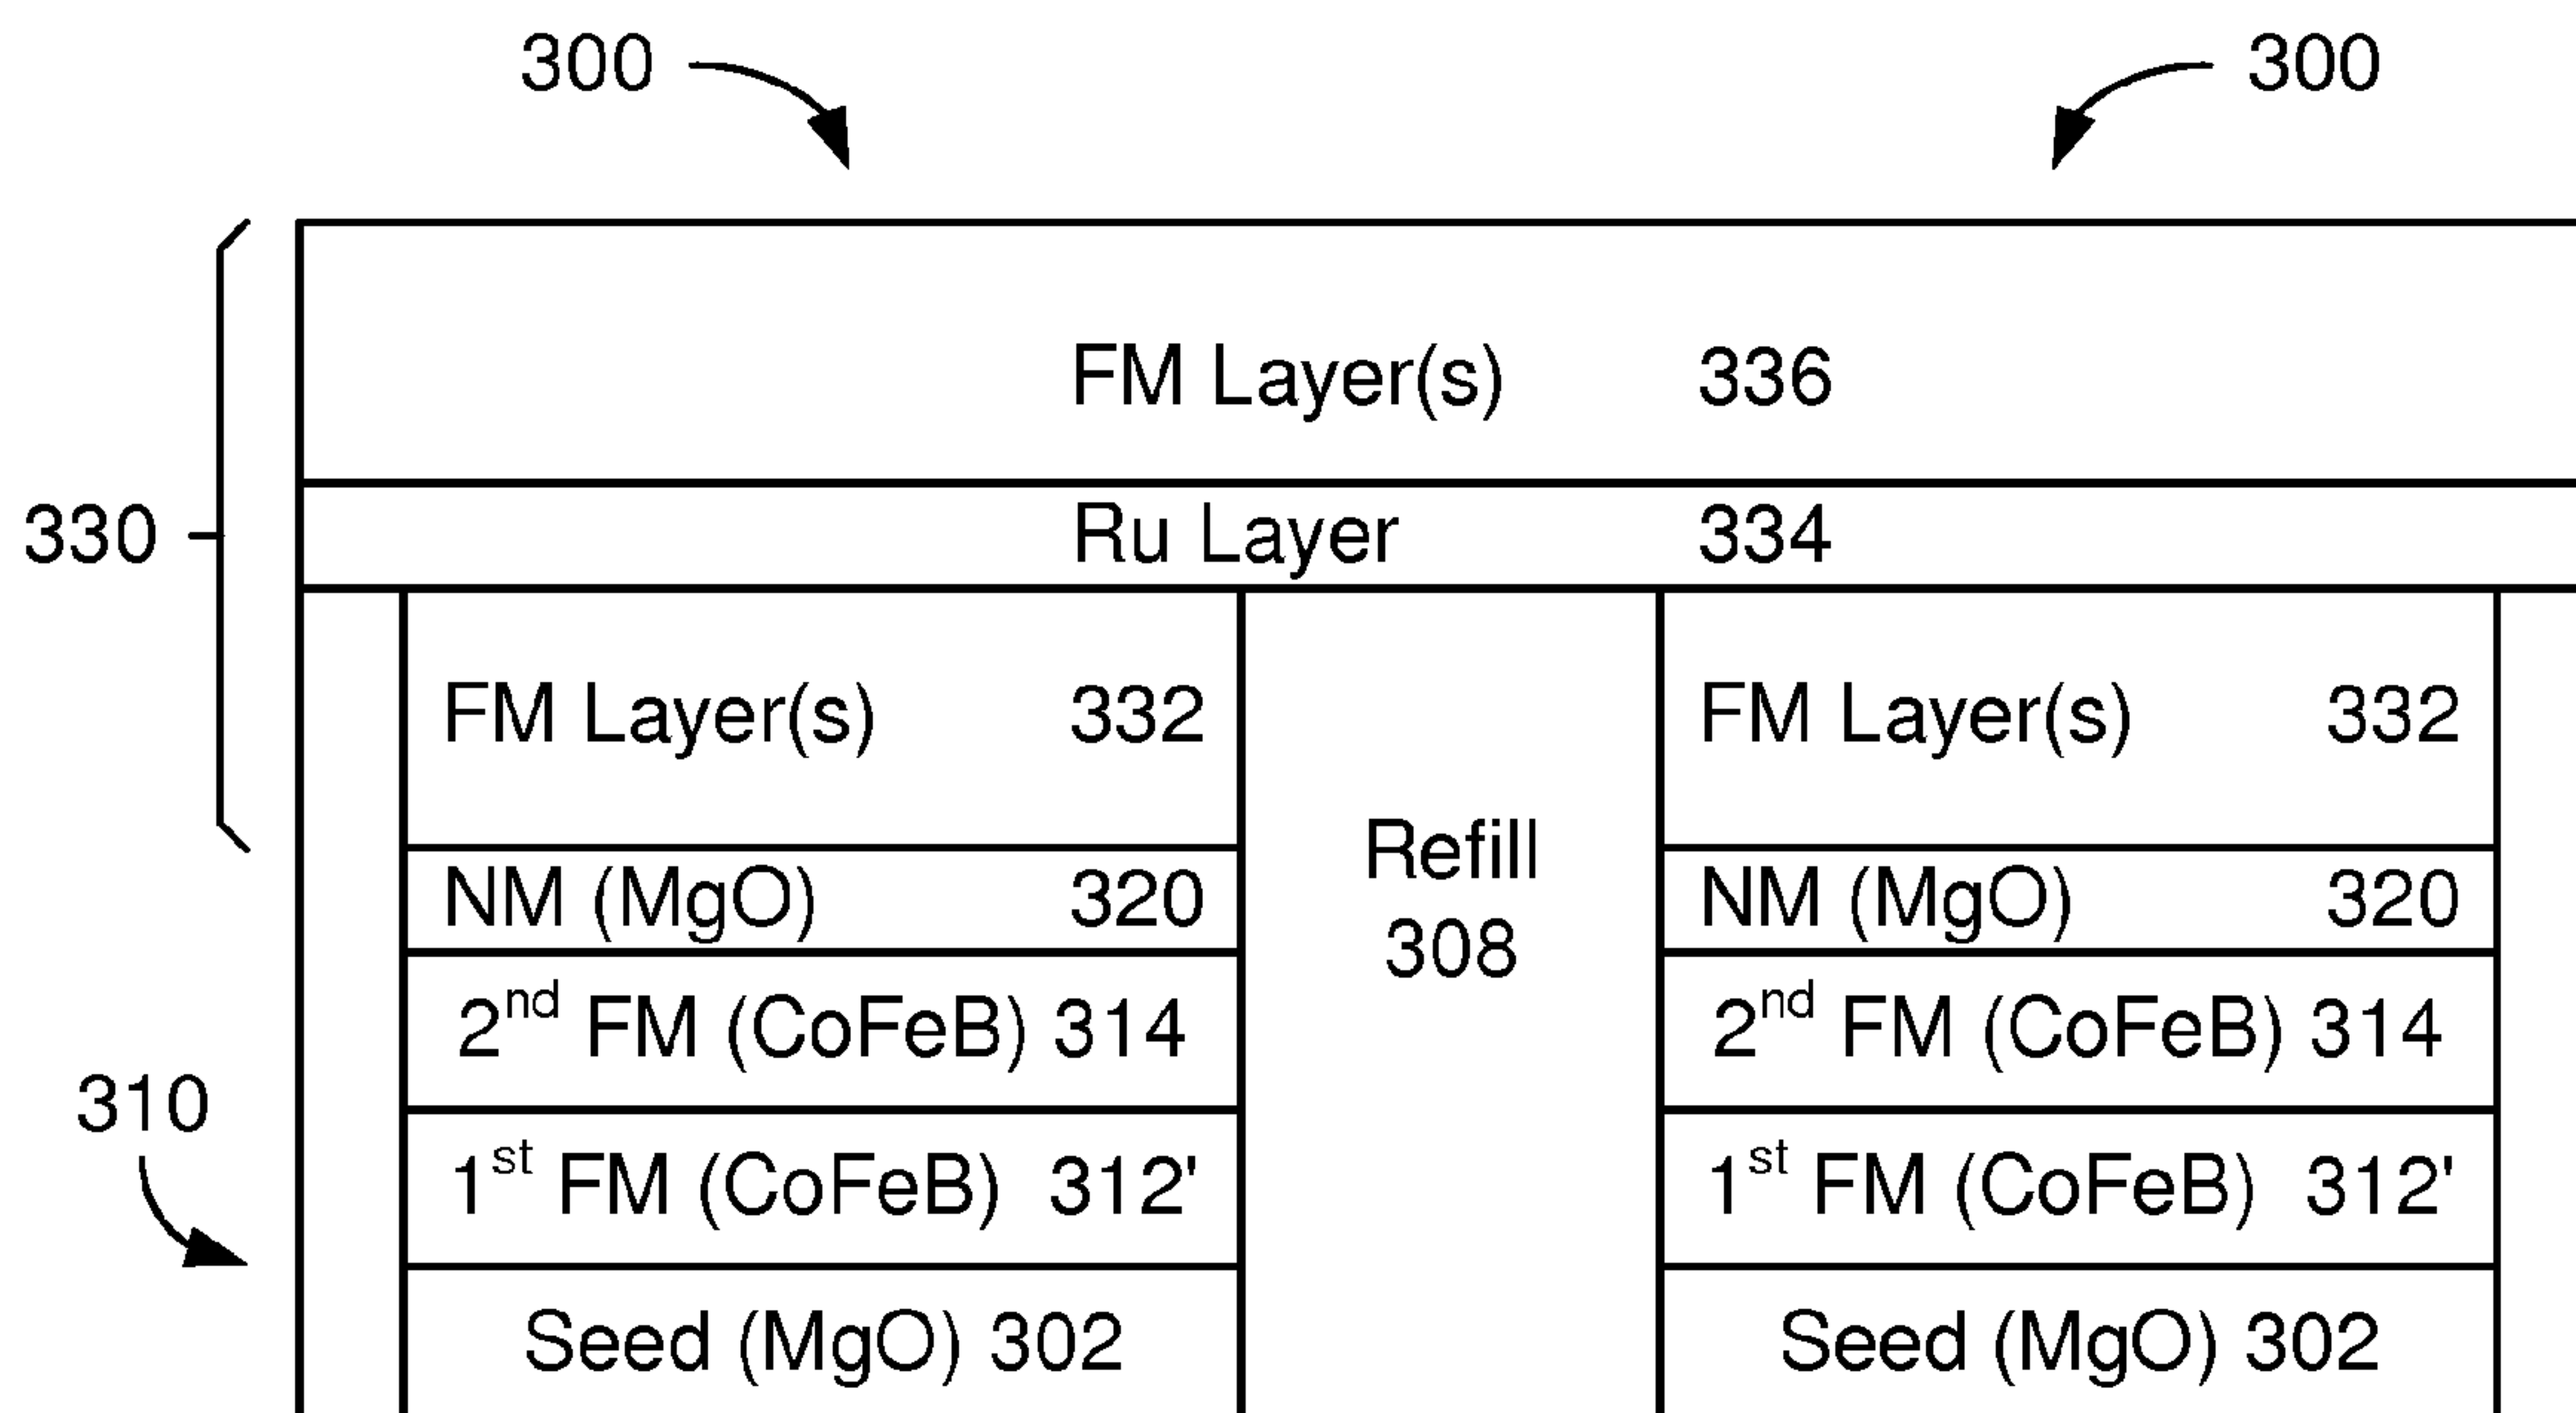 300 300
FM Layer(s) 336
330 Ru Layer 334
FM Layer(s) 332 FM Layer(s) 332
Refill
NM (MgO) 320 NM (MgO) 320
308
2nd FM (CoFeB) 314 2nd FM (CoFeB) 314
310
1st FM (CoFeB) 312' 1st FM (CoFeB) 312'
Seed (MgO) 302 Seed (MgO) 302